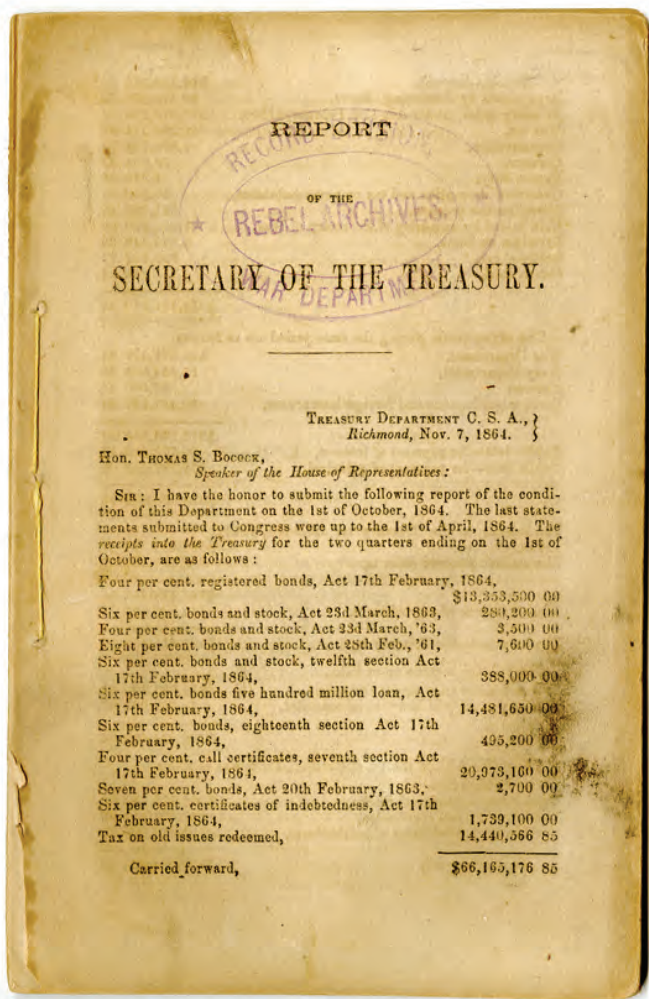 REPORT
RECORD DIVISION
OF THE
REBEL ARCHIVES.
SECRETARY OF THE TREASURY.
WAR DEPARTMENT
TREASURY DEPARTMENT C. S. A., }
Richmond, Nov. 7, 1864. }
Hon. THOMAS S. BOCOCK,
Speaker of the House of Representatives:
SIR: I have the honor to submit the following report of the condi-
tion of this Department on the 1st of October, 1864. The last state-
ments submitted to Congress were up to the 1st of April, 1864. The
receipts into the Treasury for the two quarters ending on the 1st of
October, are as follows:
Four per cent. registered bonds, Act 17th February, 1864,
$13,353,500 00
Six per cent. bonds and stock, Act 23d March, 1863, 280,200 00
Four per cent. bonds and stock, Act 23d March, '63, 3,500 00
Eight per cent. bonds and stock, Act 28th Feb., '61, 7,600 00
Six per cent. bonds and stock, twelfth section Act
17th February, 1864, 388,000 00
Six per cent. bonds five hundred million loan, Act
17th February, 1864, 14,481,650 00
Six per cent. bonds, eighteenth section Act 17th
February, 1864, 495,200 00
Four per cent. call certificates, seventh section Act
17th February, 1864, 20,973,160 00
Seven per cent. bonds, Act 20th February, 1863, 2,700 00
Six per cent. certificates of indebtedness, Act 17th
February, 1864, 1,739,100 00
Tax on old issues redeemed, 14,440,566 85
Carried forward, $66,165,176 85